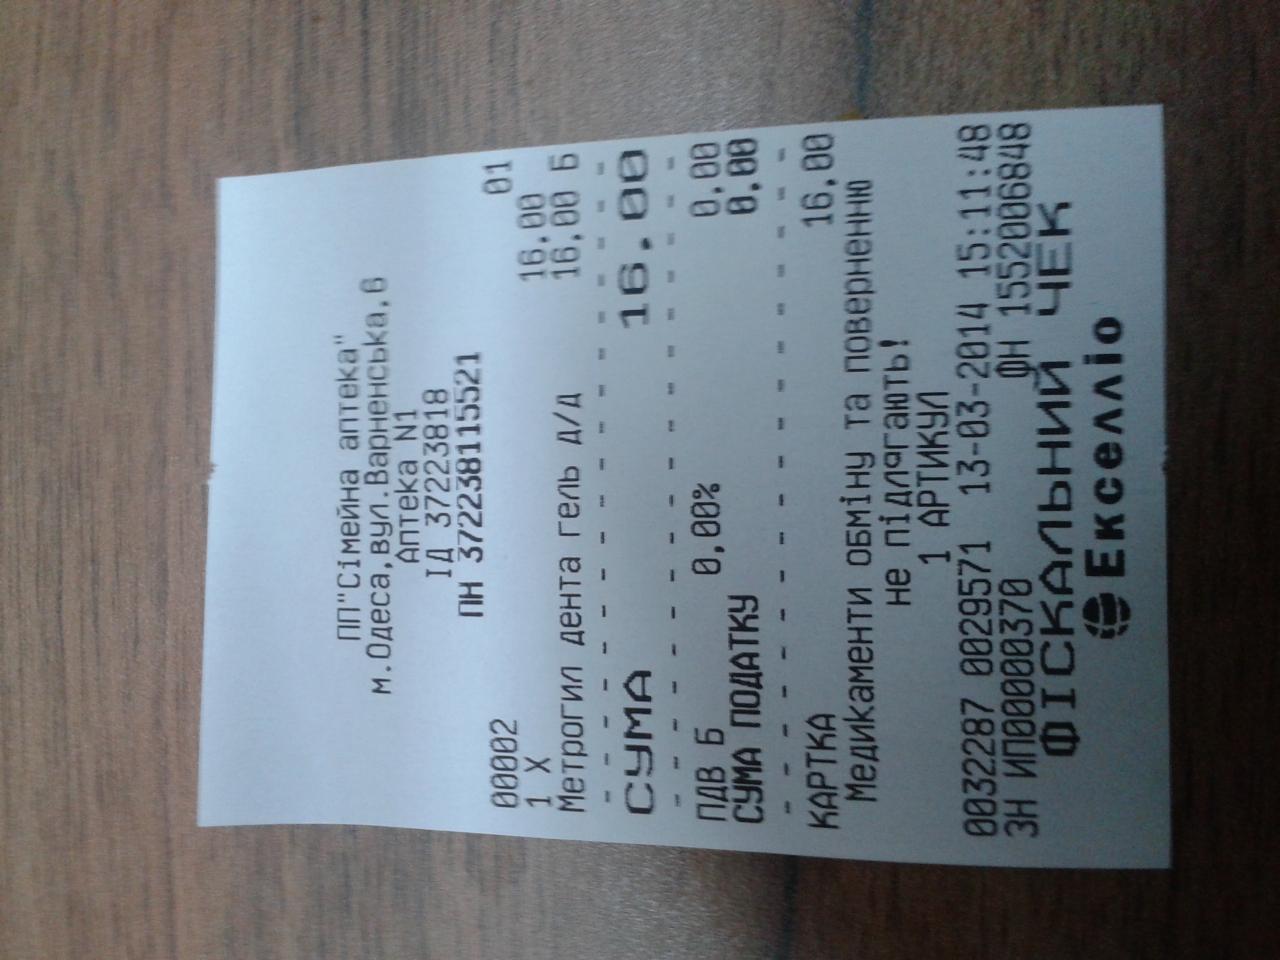 ПП"Сімейна аптека"
м.Одеса,вул.Варненська,6
Аптека N1
ІД 37223818
ПН 372238115521
00002 01
1 X 16,00
Метрогил дента гель д/д 16,00 Б
СУМА 16.00
ПДВ Б 0,00% 0,00
СУМА ПОДАТКУ 0,00
КАРТКА 16,00
Медикаменти обміну та поверненню
не підлягають!
1 АРТИКУЛ
0032287 0029571 13-03-2014 15:11:48
ЗН ИП00000370 ФН 1552006848
ФІСКАЛЬНИЙ ЧЕК
Екселліо